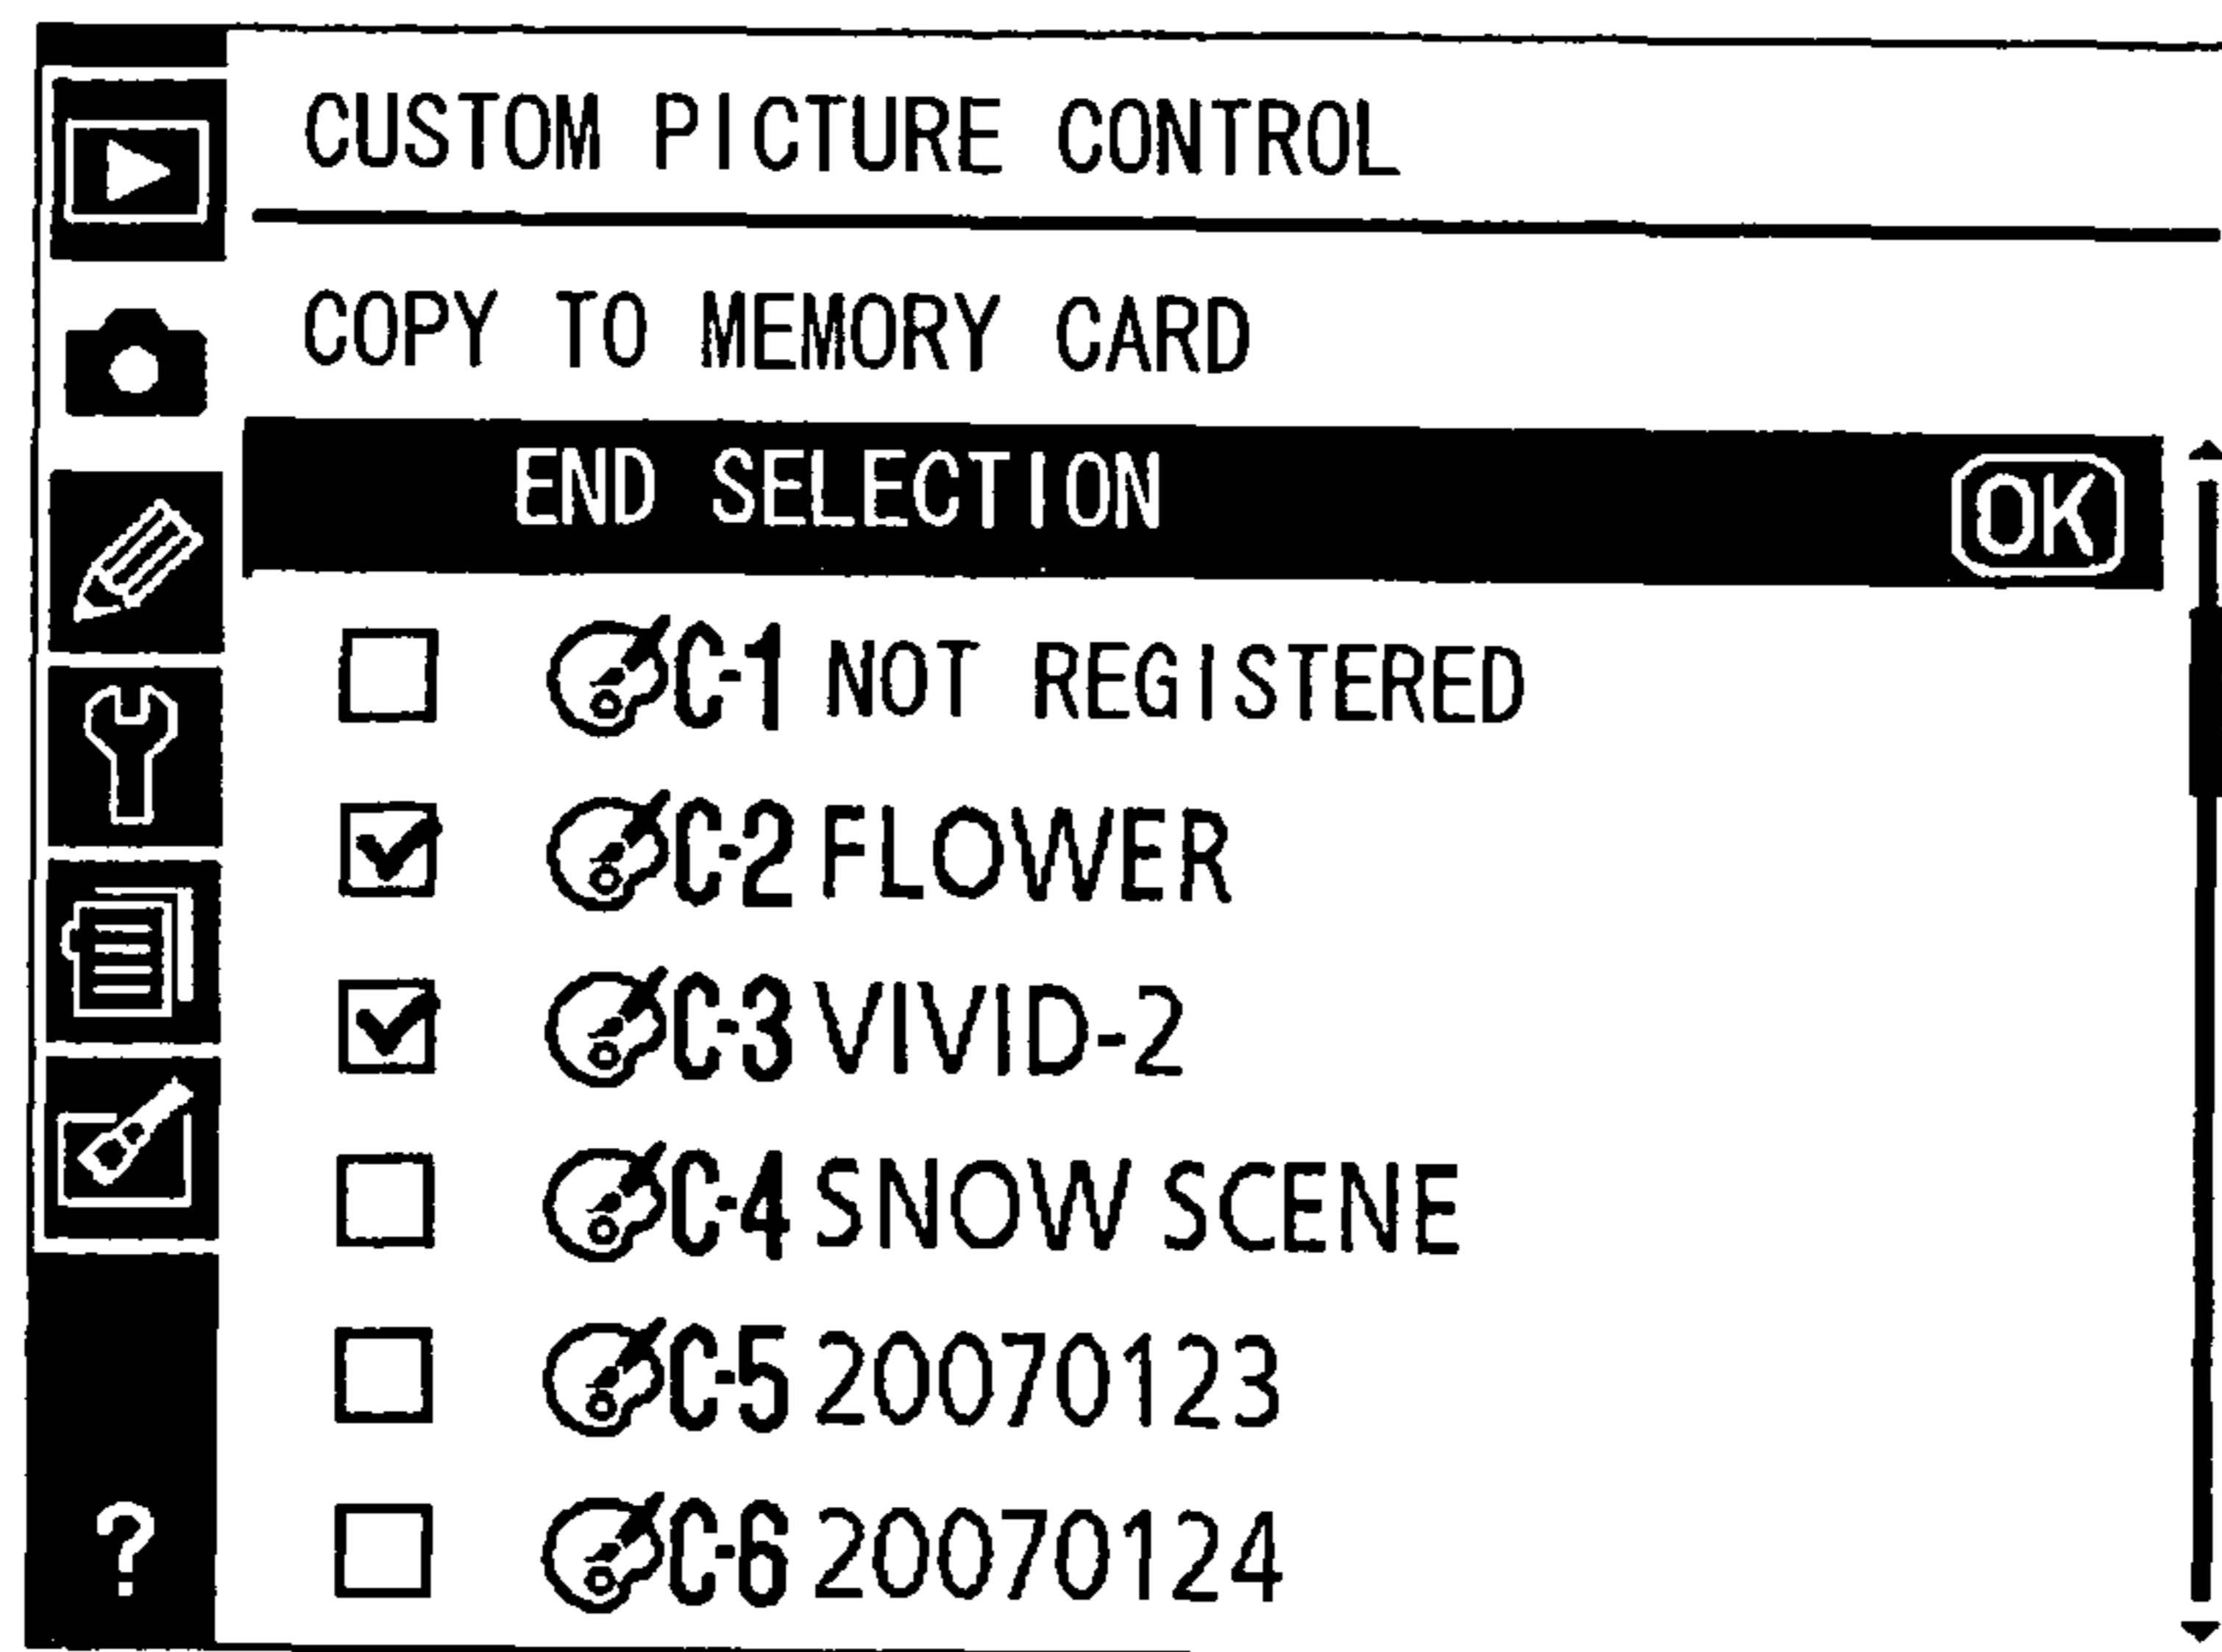 CUSTOM PICTURE CONTROL
COPY TO MEMORY CARD
END SELECTION OK
C-1 NOT REGISTERED
C-2 FLOWER
C-3 VIVID-2
C-4 SNOW SCENE
C-5 20070123
C-6 20070124
?